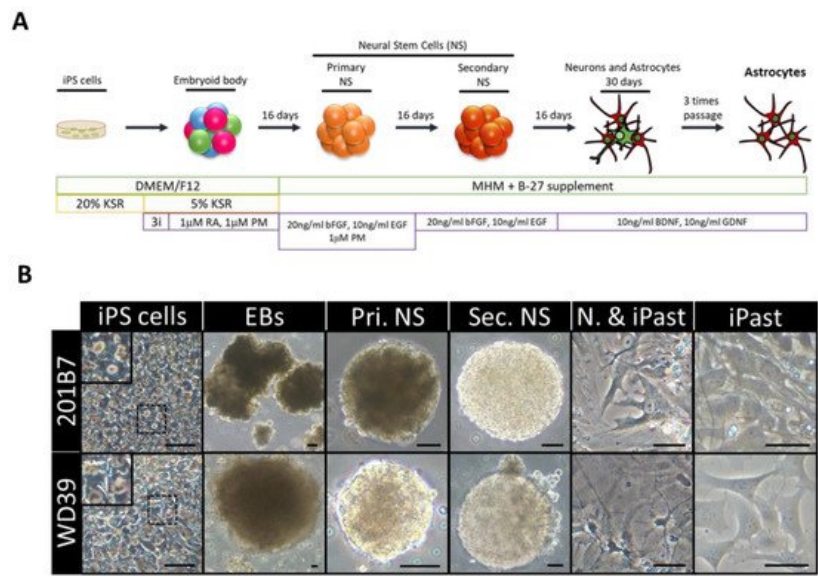 A
Neural Stem Cells (NS)
iPS cells
Embryoid body
Primary
NS
Secondary
NS
Neurons and Astrocytes
30 days
Astrocytes
16 days
16 days
16 days
3 times
passage
DMEM/F12
MHM + B-27 supplement
20% KSR
5% KSR
3i
1µM RA, 1µM PM
20ng/ml bFGF, 10ng/ml EGF
1µM PM
20ng/ml bFGF, 10ng/ml EGF
10ng/ml BDNF, 10ng/ml GDNF
B
iPS cells
EBs
Pri. NS
Sec. NS
N. & iPast
iPast
201B7
WD39